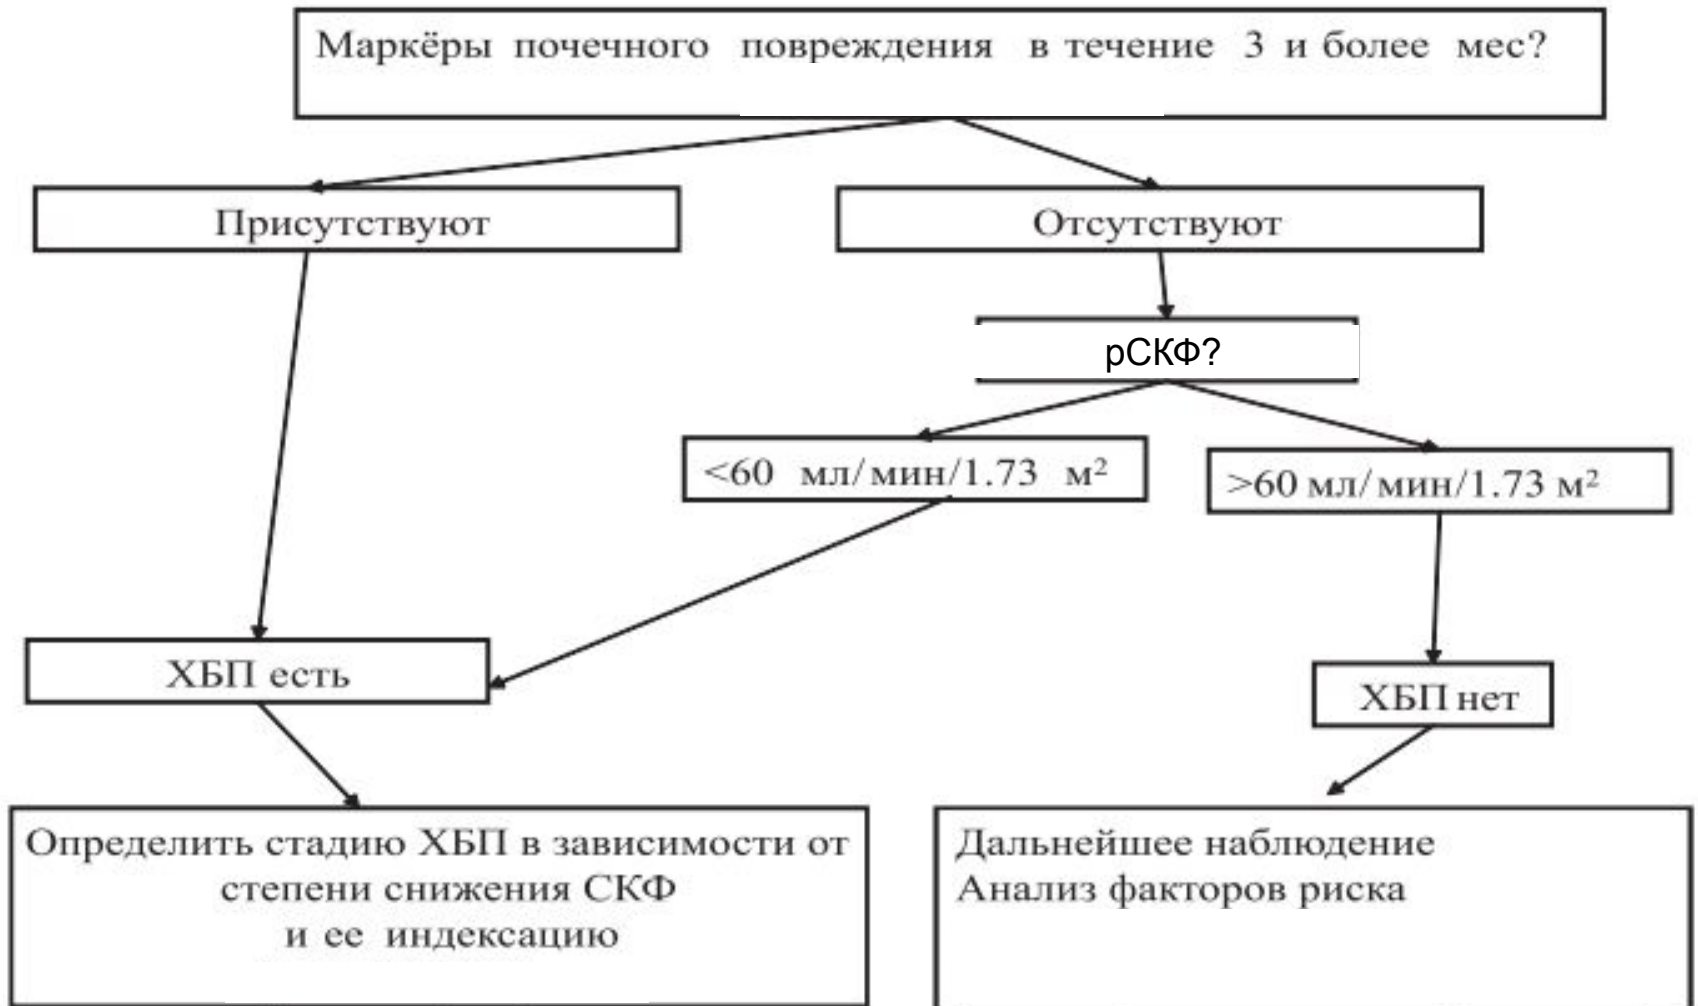 Маркёры почечного повреждения в течение 3 и более мес?
Присутствуют
Отсутствуют
рСКФ?
<60 мл/мин/1.73 м²
>60 мл/мин/1.73 м²
ХБП есть
ХБП нет
Определить стадию ХБП в зависимости от
степени снижения СКФ
и ее индексацию
Дальнейшее наблюдение
Анализ факторов риска